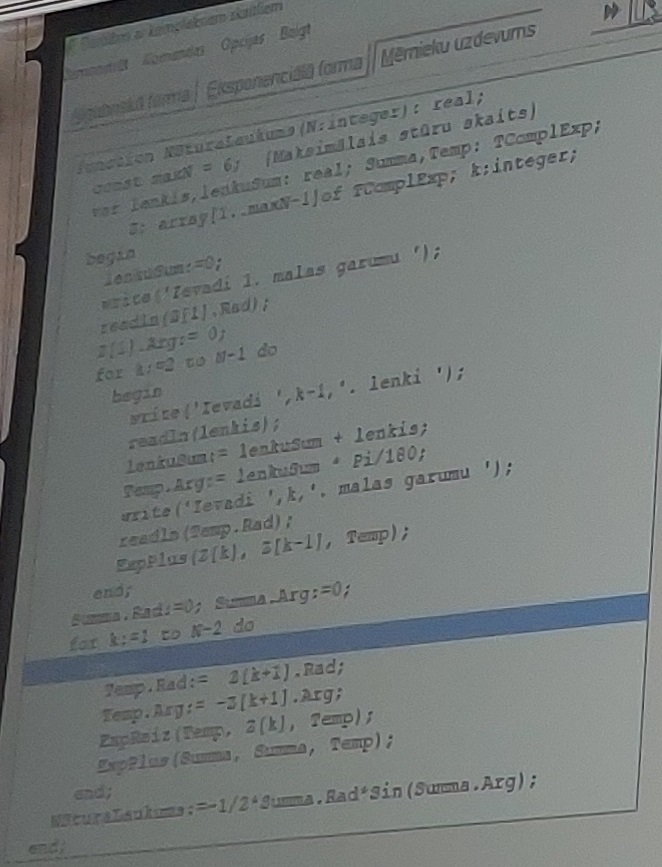 Darbības ar kompleksiem skaitļiem
Komandas Opcijas Beigt
forma Eksponenciālā forma Mērnieku uzdevums
function NSturaLaukums(N:integer): real;
const maxN = 6; {Maksimālais stūru skaits}
var lenkis,lenkuSum: real; Summa,Temp: TComplExp;
Z: array[1..maxN-1]of TComplExp; k:integer;
begin
lenkuSum:=0;
write('Ievadi 1. malas garumu ');
readln(Z[1].Rad);
Z[1].Arg:= 0;
for k:=2 to N-1 do
begin
write('Ievadi ',k-1,'. lenki ');
readln(lenkis);
lenkuSum:= lenkuSum + lenkis;
Temp.Arg:= lenkuSum * Pi/180;
write('Ievadi ',k,'. malas garumu ');
readln(Temp.Rad);
ExpPlus(Z[k], Z[k-1], Temp);
end;
Summa.Rad:=0; Summa.Arg:=0;
for k:=1 to N-2 do
Temp.Rad:= Z[k+1].Rad;
Temp.Arg:= -Z[k+1].Arg;
ExpReiz(Temp, Z[k], Temp);
ExpPlus(Summa, Summa, Temp);
end;
NSturaLaukums:=-1/2*Summa.Rad*Sin(Summa.Arg);
end;